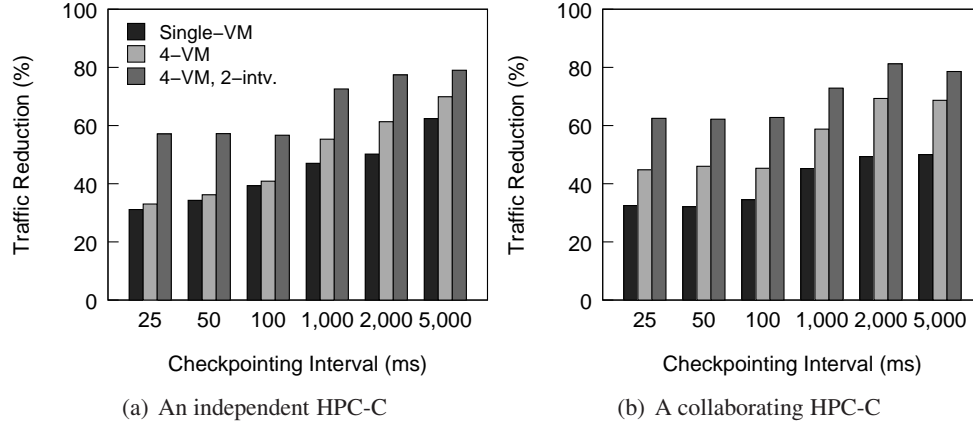 100
80
60
40
20
0
Traffic Reduction (%)
Single−VM
4−VM
4−VM, 2−intv.
25 50 100 1,000 2,000 5,000
Checkpointing Interval (ms)
(a) An independent HPC-C
100
80
60
40
20
0
Traffic Reduction (%)
25 50 100 1,000 2,000 5,000
Checkpointing Interval (ms)
(b) A collaborating HPC-C